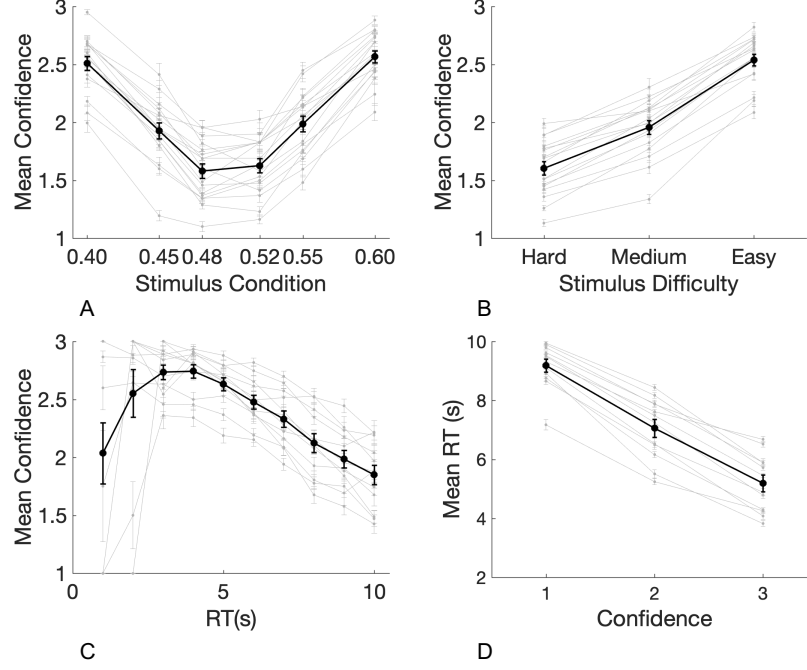 3
2.5
2
1.5
1
Mean Confidence
0.40 0.45 0.48 0.52 0.55 0.60
Stimulus Condition
A
3
2.5
2
1.5
1
Mean Confidence
Hard Medium Easy
Stimulus Difficulty
B
3
2.5
2
1.5
1
Mean Confidence
0 5 10
RT(s)
C
10
8
6
4
2
Mean RT (s)
1 2 3
Confidence
D